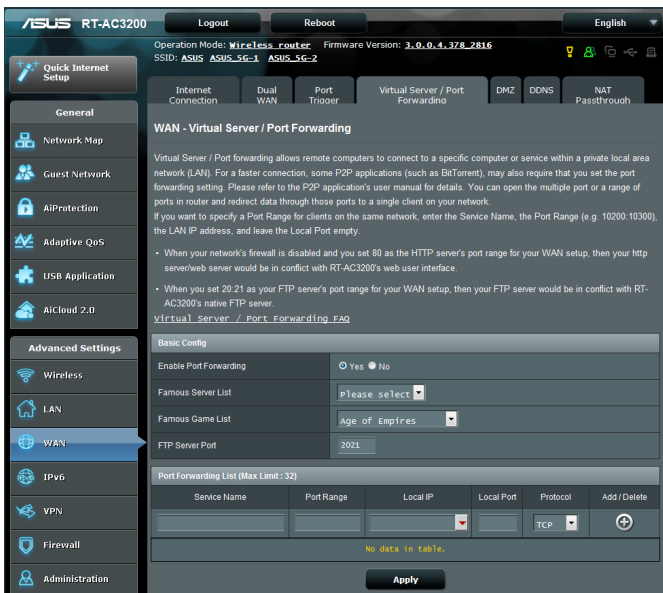 ASUS RT-AC3200 Logout Reboot English
Operation Mode: Wireless router Firmware Version: 3.0.0.4.378_2816
SSID: ASUS ASUS_5G-1 ASUS_5G-2
Quick Internet
Setup
General
Network Map
Guest Network
AiProtection
Adaptive QoS
USB Application
AiCloud 2.0
Advanced Settings
Wireless
LAN
WAN
IPv6
VPN
Firewall
Administration
Internet
Connection
Dual
WAN
Port
Trigger
Virtual Server / Port
Forwarding
DMZ
DDNS
NAT
Passthrough
WAN - Virtual Server / Port Forwarding
Virtual Server / Port forwarding allows remote computers to connect to a specific computer or service within a private local area
network (LAN). For a faster connection, some P2P applications (such as BitTorrent), may also require that you set the port
forwarding setting. Please refer to the P2P application's user manual for details. You can open the multiple port or a range of
ports in router and redirect data through those ports to a single client on your network.
If you want to specify a Port Range for clients on the same network, enter the Service Name, the Port Range (e.g. 10200:10300),
the LAN IP address, and leave the Local Port empty.
• When your network's firewall is disabled and you set 80 as the HTTP server's port range for your WAN setup, then your http
server/web server would be in conflict with RT-AC3200's web user interface.
• When you set 20:21 as your FTP server's port range for your WAN setup, then your FTP server would be in conflict with RT-
AC3200's native FTP server.
Virtual Server / Port Forwarding FAQ
Basic Config
Enable Port Forwarding Yes No
Famous Server List Please select
Famous Game List Age of Empires
FTP Server Port 2021
Port Forwarding List (Max Limit : 32)
Service Name Port Range Local IP Local Port Protocol Add / Delete
TCP
No data in table.
Apply